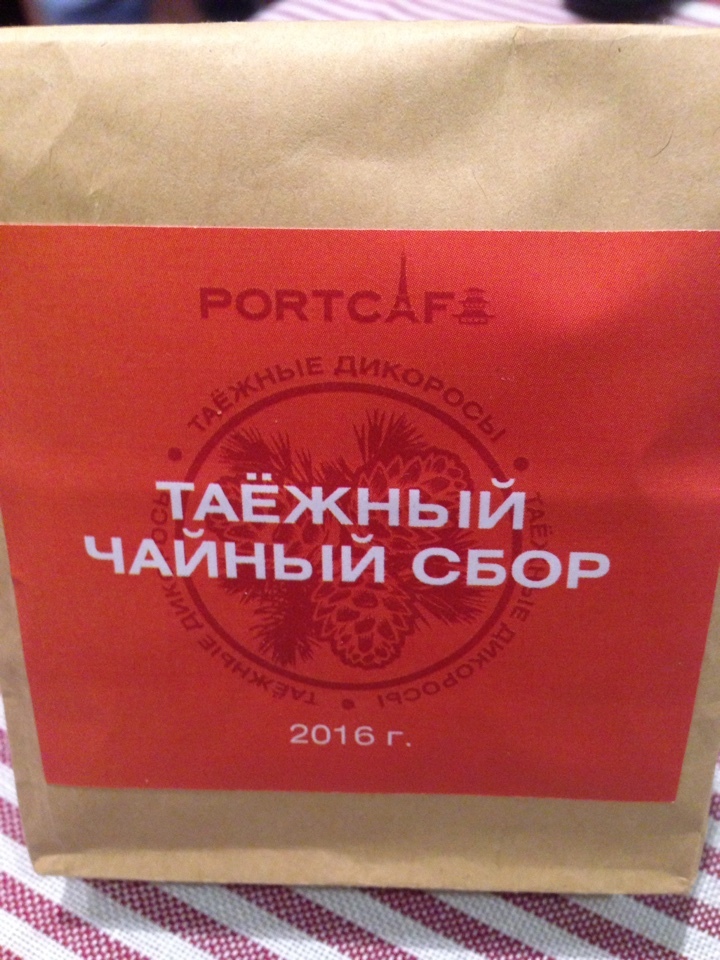 PORTCAFE
ТАЁЖНЫЕ ДИКОРОСЫ
ТАЁЖНЫЙ
ЧАЙНЫЙ СБОР
ТАЁЖНЫЕ ДИКОРОСЫ
ТАЁЖНЫЕ ДИКОРОСЫ
2016 г.